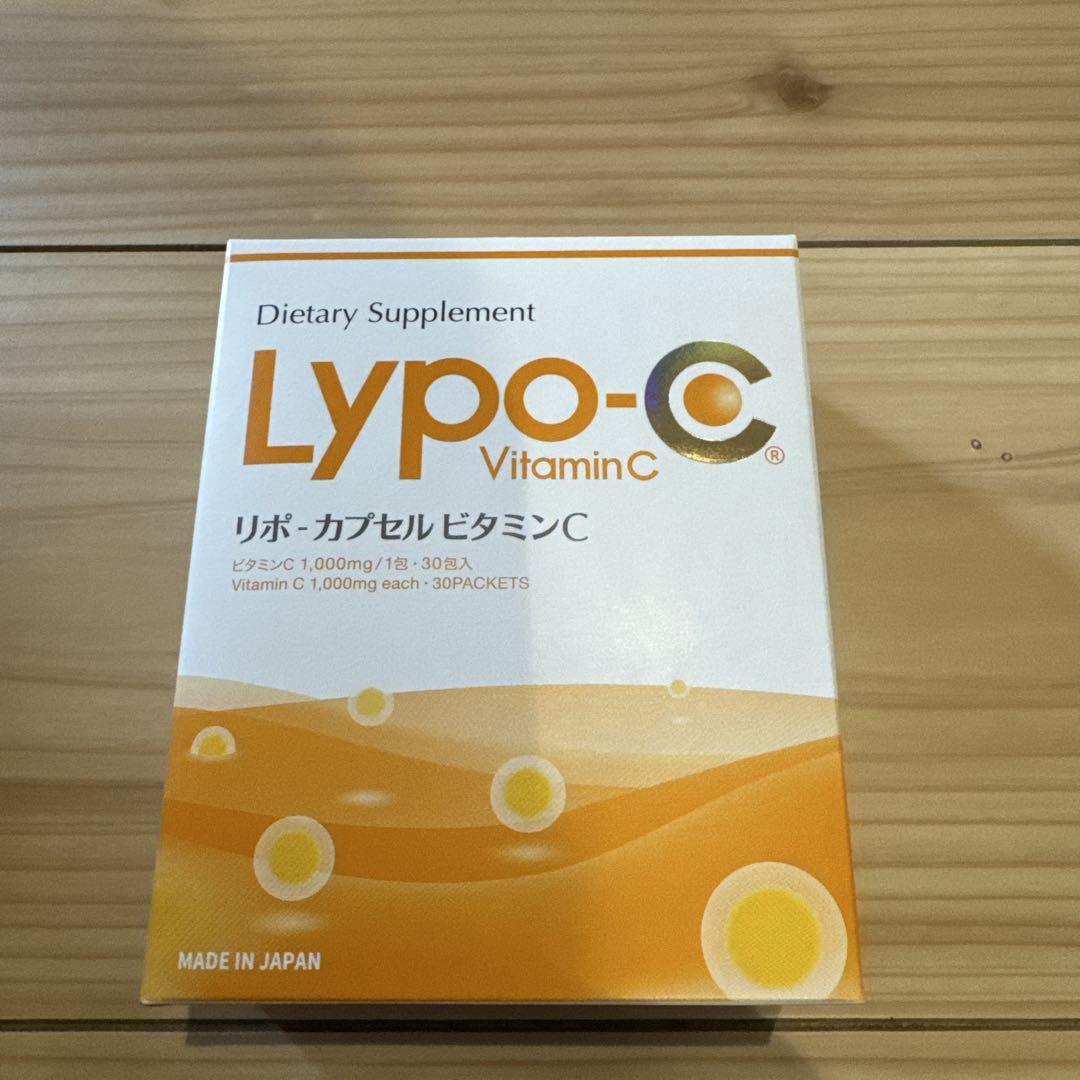 Dietary Supplement
Lypo-C®
Vitamin C
リポ-カプセル ビタミンC
ビタミンC 1,000mg/1包・30包入
Vitamin C 1,000mg each・30PACKETS
MADE IN JAPAN